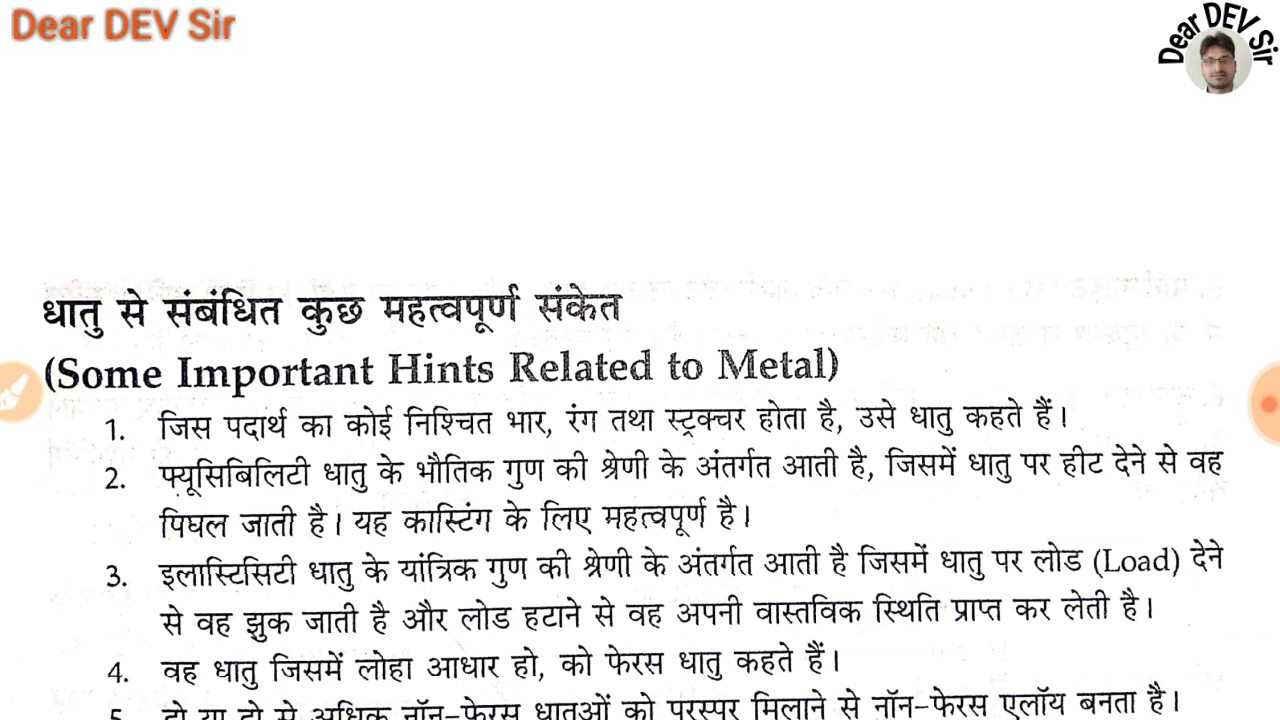 Dear DEV Sir
Dear DEV Sir
धातु से संबंधित कुछ महत्वपूर्ण संकेत
(Some Important Hints Related to Metal)
1. जिस पदार्थ का कोई निश्चित भार, रंग तथा स्ट्रक्चर होता है, उसे धातु कहते हैं।
2. फ्यूसिबिलिटी धातु के भौतिक गुण की श्रेणी के अंतर्गत आती है, जिसमें धातु पर हीट देने से वह
पिघल जाती है। यह कास्टिंग के लिए महत्वपूर्ण है।
3. इलास्टिसिटी धातु के यांत्रिक गुण की श्रेणी के अंतर्गत आती है जिसमें धातु पर लोड (Load) देने
से वह झुक जाती है और लोड हटाने से वह अपनी वास्तविक स्थिति प्राप्त कर लेती है।
4. वह धातु जिसमें लोहा आधार हो, को फेरस धातु कहते हैं।
5. दो या दो से अधिक नॉन-फेरस धातुओं को परस्पर मिलाने से नॉन-फेरस एलॉय बनता है।